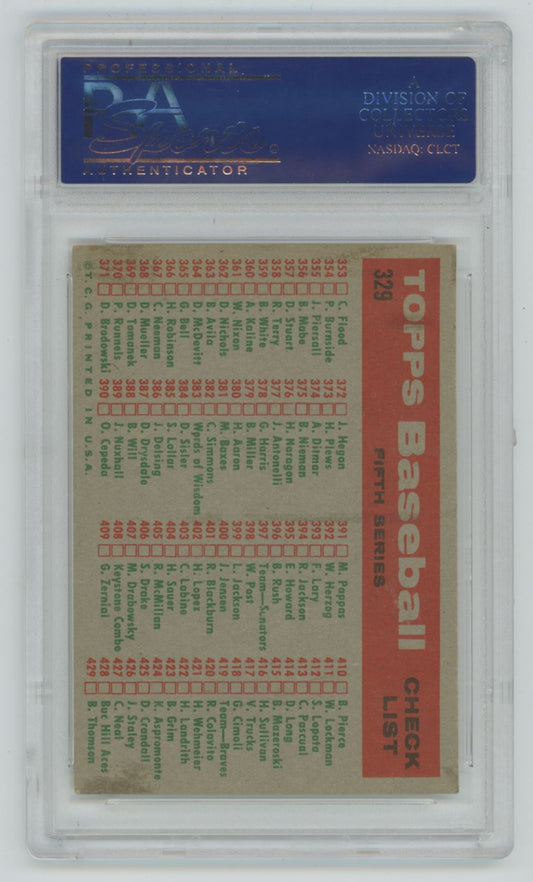 PROFESSIONAL
PSA
Sports
AUTHENTICATOR
A
DIVISION OF
COLLECTORS
UNIVERSE
NASDAQ: CLCT
TOPPS Baseball CHECK LIST
329 FIFTH SERIES
353 C. Flood
354 P. Burnside
355 J. Piersall
356 B. Mabe
357 D. Stuart
358 R. Terry
359 B. White
360 A. Kaline
361 W. Nixon
362 D. Nichols
363 B. Avila
364 D. McDevitt
365 G. Bell
366 H. Robinson
367 C. Neeman
368 D. Mueller
369 D. Tomanek
370 P. Runnels
371 D. Brodowski
372 J. Hegan
373 H. Plews
374 A. Ditmar
375 B. Nieman
376 H. Naragon
377 J. Antonelli
378 G. Harris
379 B. Miller
380 H. Aaron
381 M. Baxes
382 C. Simmons
383 Words of Wisdom
384 D. Sisler
385 S. Lollar
386 J. Delsing
387 D. Drysdale
388 B. Will
389 J. Nuxhall
390 O. Cepeda
391 M. Pappas
392 W. Herzog
393 F. Lary
394 R. Jackson
395 E. Howard
396 B. Rush
397 Team—Senators
398 W. Post
399 L. Jackson
400 J. Jensen
401 R. Blackburn
402 H. Lopez
403 C. Labine
404 H. Sauer
405 R. McMillan
406 S. Drake
407 M. Drabowsky
408 Keystone Combo
409 G. Zernial
410 B. Pierce
411 W. Lockman
412 S. Lopata
413 C. Pascual
414 D. Long
415 B. Mazeroski
416 H. Sullivan
417 V. Trucks
418 G. Cimoli
419 Team—Braves
420 R. Colavito
421 H. Wehmeier
422 H. Landrith
423 B. Grim
424 K. Aspromonte
425 D. Crandall
426 J. Staley
427 C. Neal
428 Buc Hill Aces
429 B. Thomson
© T.C.G. PRINTED IN U.S.A.